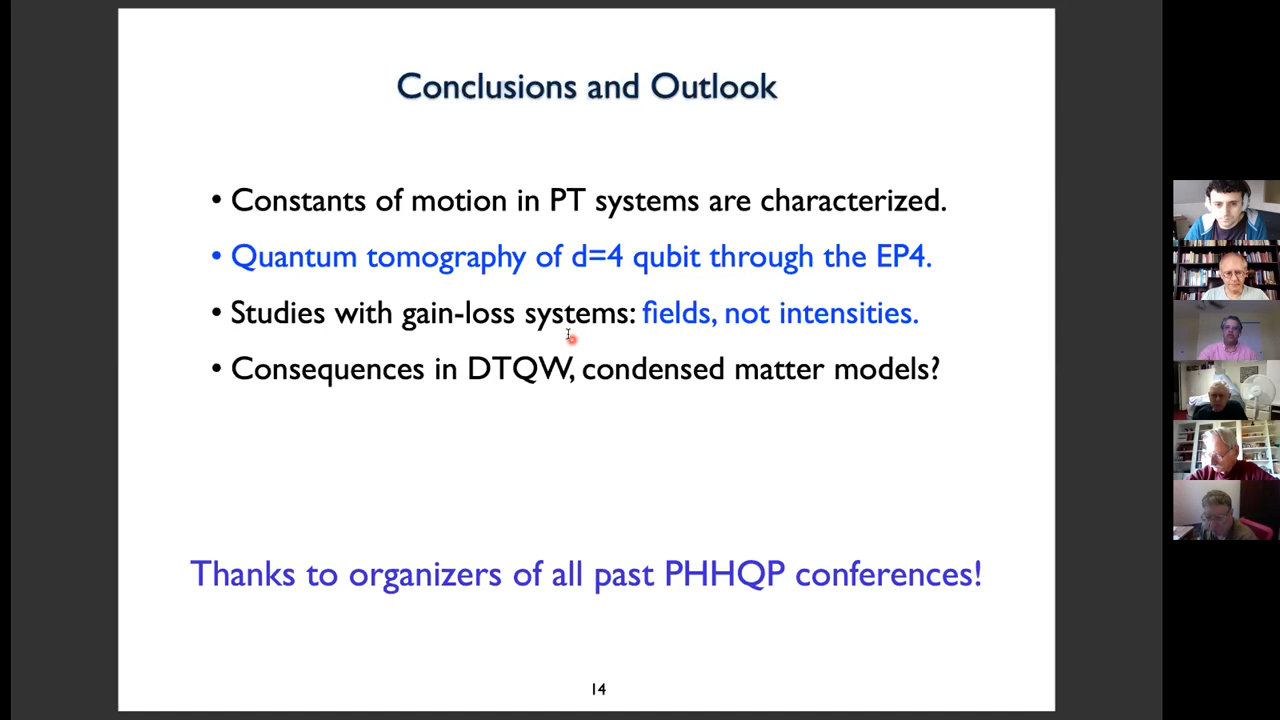 Conclusions and Outlook
• Constants of motion in PT systems are characterized.
• Quantum tomography of d=4 qubit through the EP4.
• Studies with gain-loss systems: fields, not intensities.
• Consequences in DTQW, condensed matter models?
Thanks to organizers of all past PHHQP conferences!
14